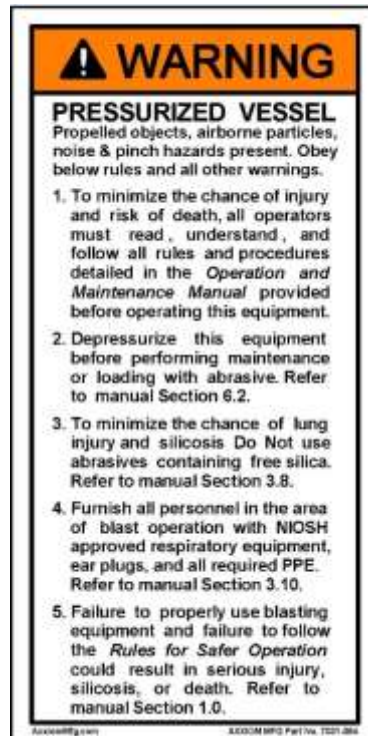 WARNING
PRESSURIZED VESSEL
Propelled objects, airborne particles,
noise & pinch hazards present. Obey
below rules and all other warnings.
1. To minimize the chance of injury
and risk of death, all operators
must read , understand , and
follow all rules and procedures
detailed in the Operation and
Maintenance Manual provided
before operating this equipment.
2. Depressurize this equipment
before performing maintenance
or loading with abrasive. Refer
to manual Section 6.2.
3. To minimize the chance of lung
injury and silicosis Do Not use
abrasives containing free silica.
Refer to manual Section 3.8.
4. Furnish all personnel in the area
of blast operation with NIOSH
approved respiratory equipment,
ear plugs, and all required PPE.
Refer to manual Section 3.10.
5. Failure to properly use blasting
equipment and failure to follow
the Rules for Safer Operation
could result in serious injury,
silicosis, or death. Refer to
manual Section 1.0.
AxxiomMfg.com AXXIOM MFG Part No.